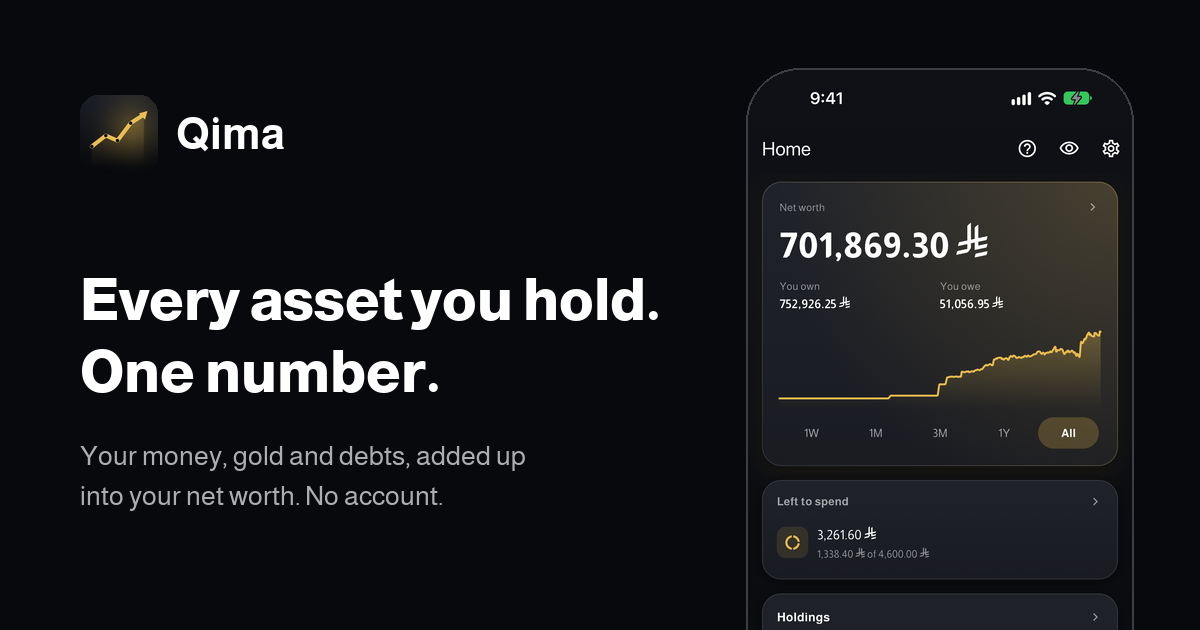 Qima
Every asset you hold.
One number.
Your money, gold and debts, added up
into your net worth. No account.
9:41
Home
Net worth
701,869.30 ⃁
You own
You owe
752,926.25 ⃁
51,056.95 ⃁
1W
1M
3M
1Y
All
Left to spend
3,261.60 ⃁
1,338.40 ⃁ of 4,600.00 ⃁
Holdings